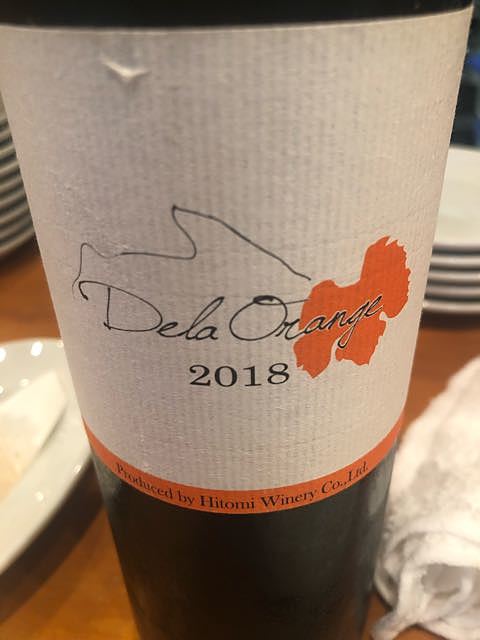 Dela Orange
2018
Produced by Hitomi Winery Co.,Ltd.